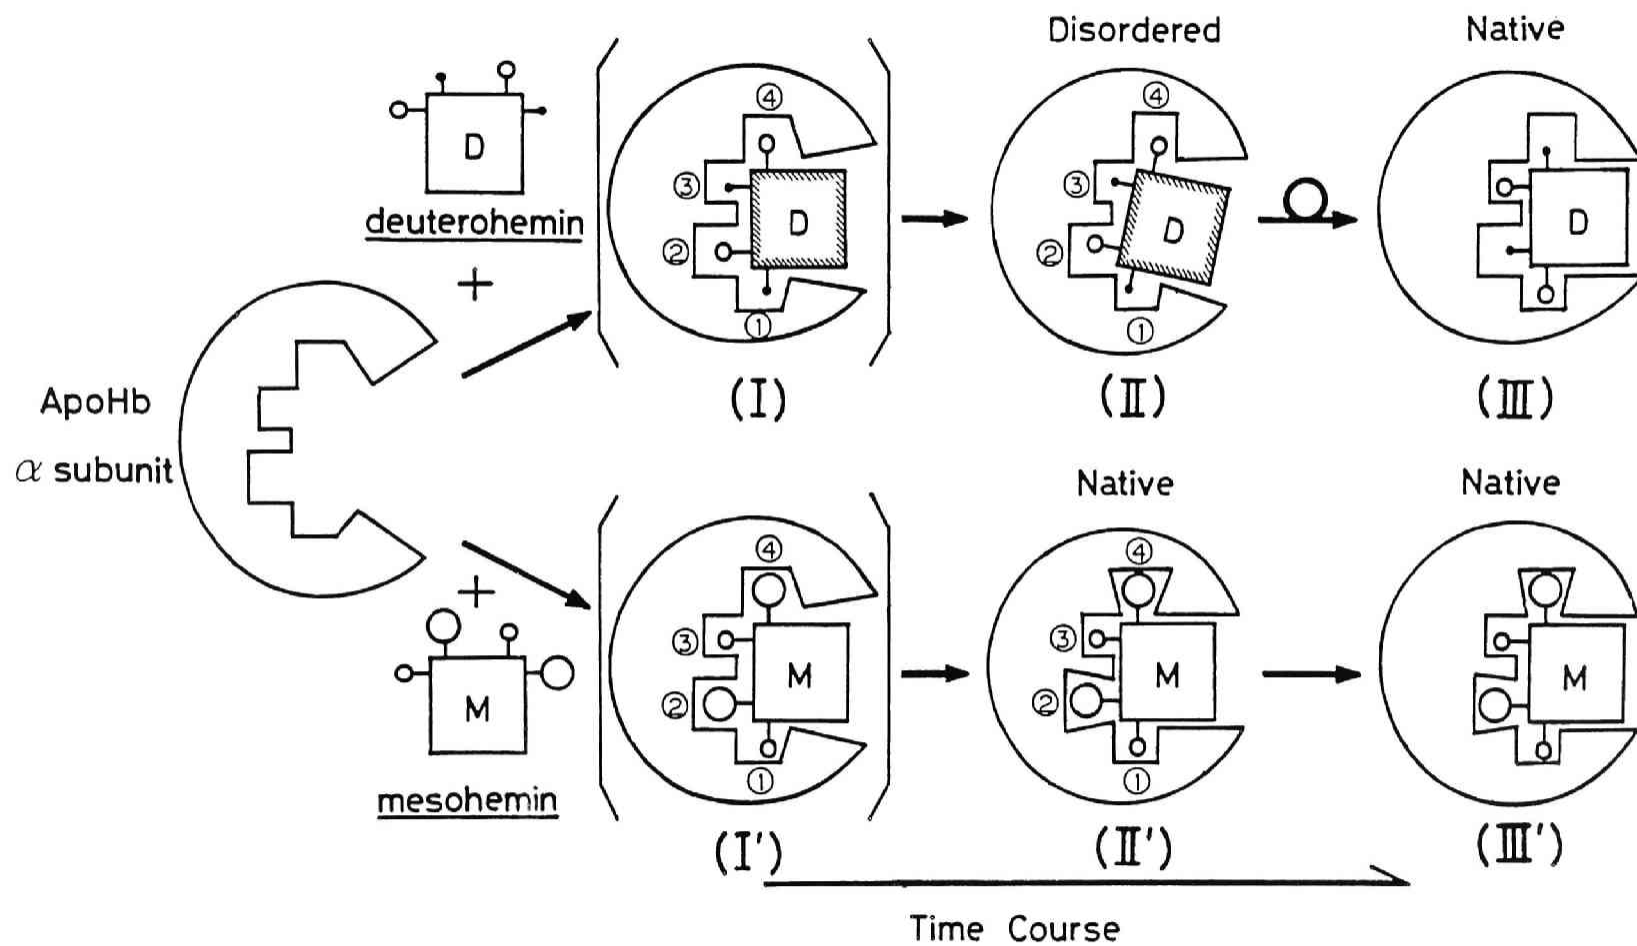 Disordered
Native
D
deuterohemin
+
④
③
②
①
D
(I)
④
③
②
①
D
(II)
D
(III)
ApoHb
α subunit
Native
Native
+
M
mesohemin
④
③
②
①
M
(I')
④
③
②
①
M
(II')
M
(III')
Time Course